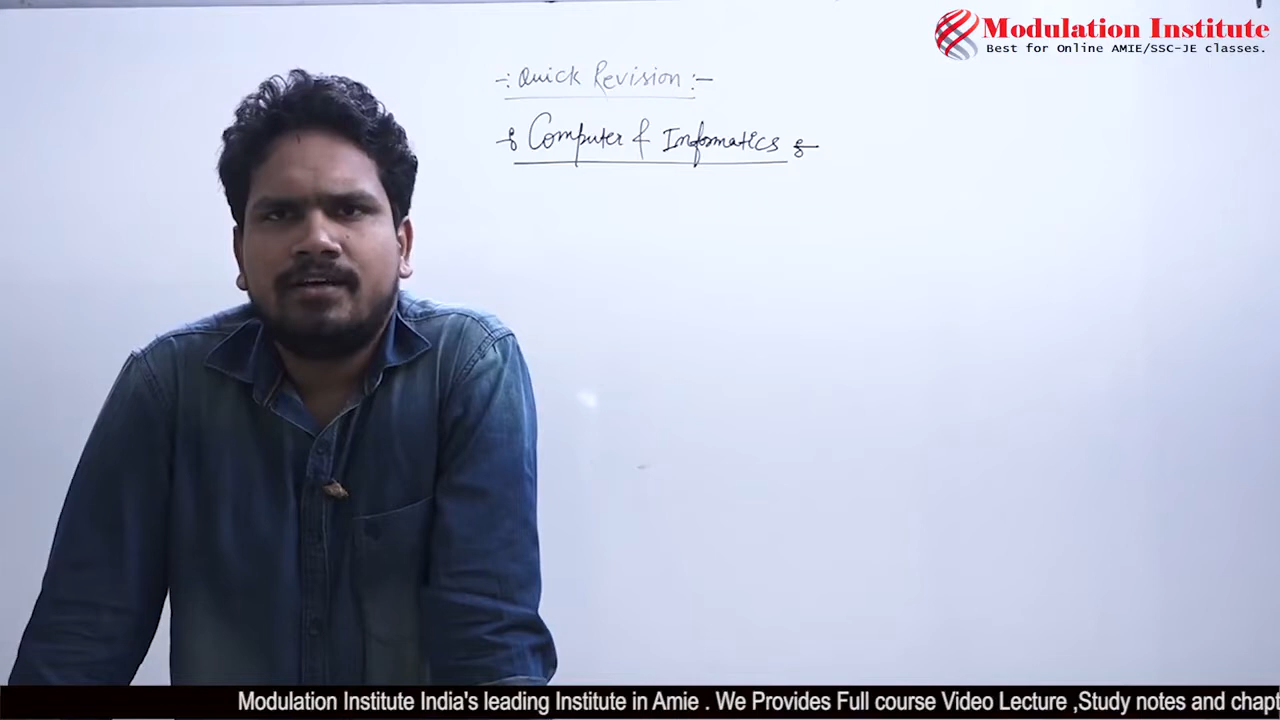 Modulation Institute
Best for Online AMIE/SSC-JE classes.
-: Quick Revision :-
-: Computer & Informatics :-
Modulation Institute India's leading Institute in Amie . We Provides Full course Video Lecture ,Study notes and chapt